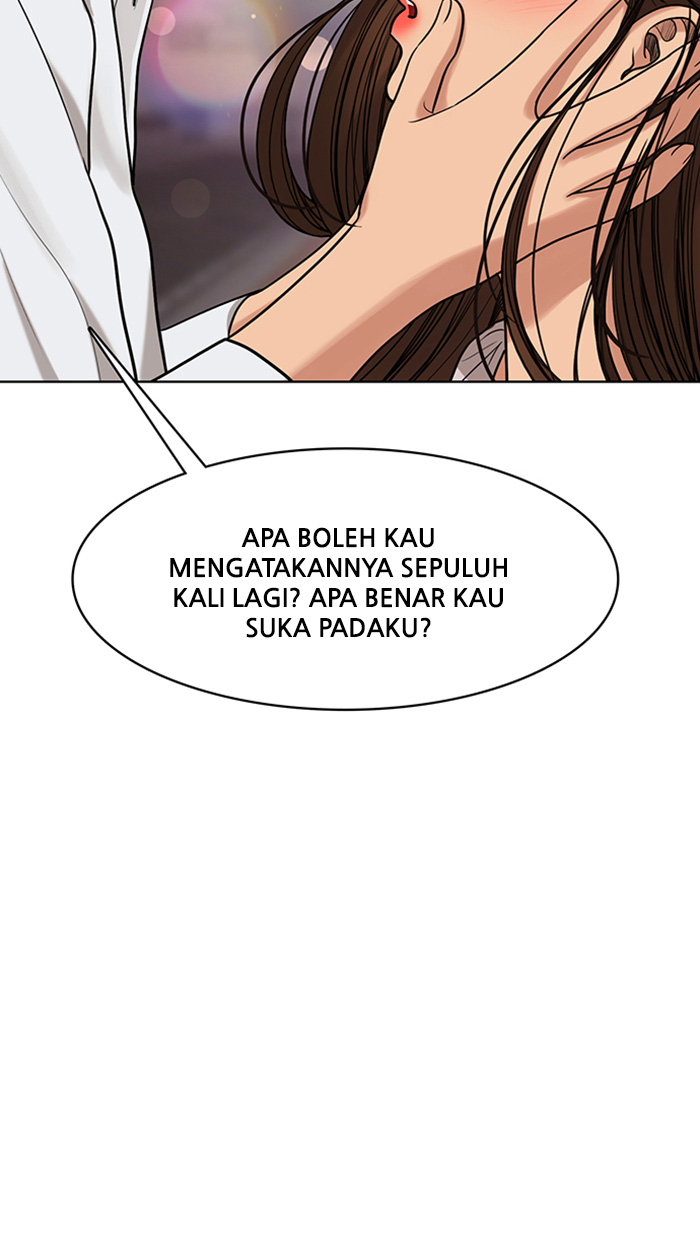 APA BOLEH KAU
MENGATAKANNYA SEPULUH
KALI LAGI? APA BENAR KAU
SUKA PADAKU?